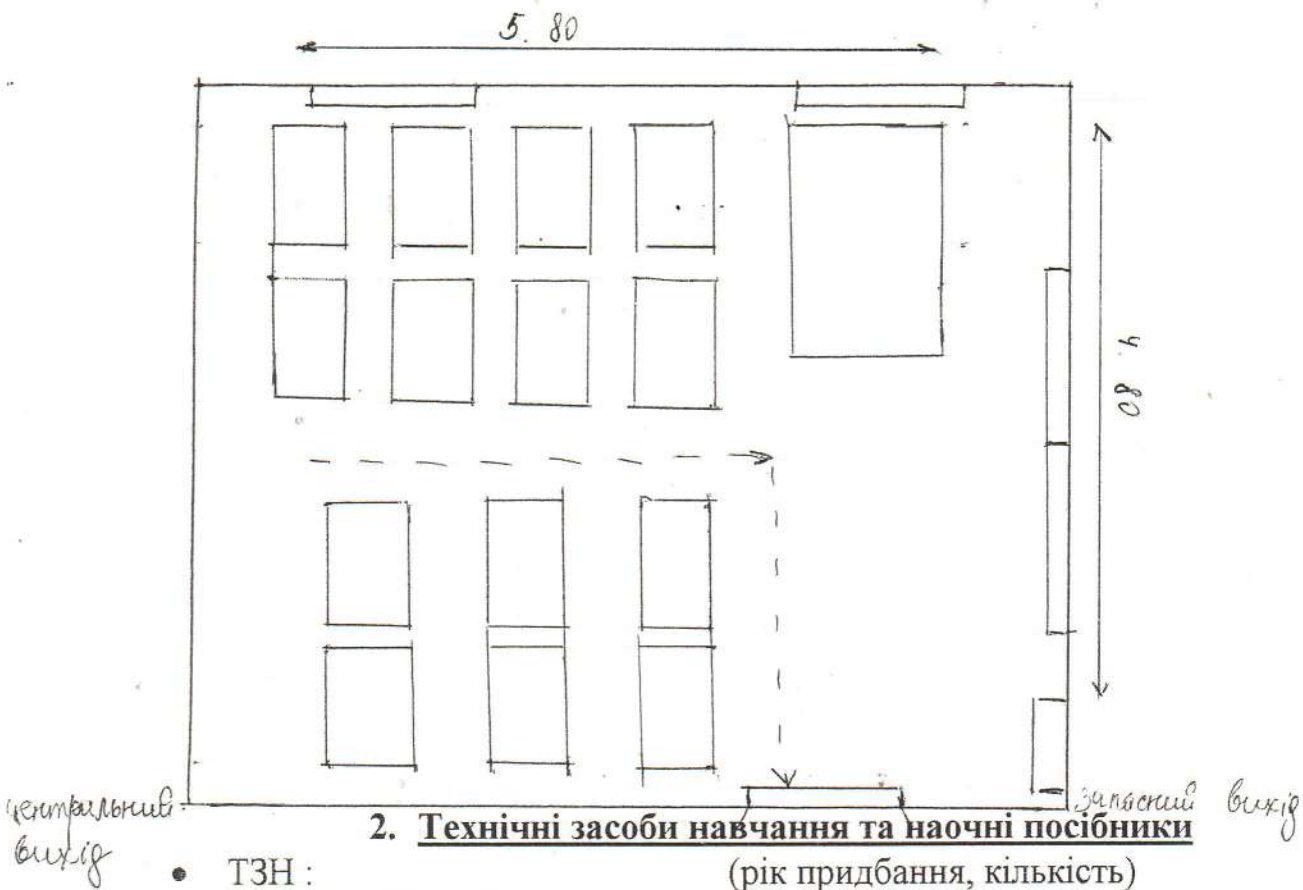 5. 80
4. 80
центральний вихід
запасний вихід
2. Технічні засоби навчання та наочні посібники
• ТЗН : (рік придбання, кількість)